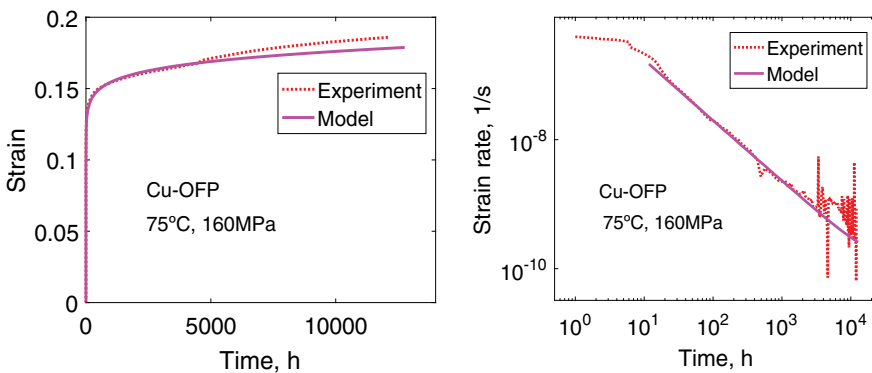 0.2
0.15
0.1
0.05
0
Strain
Experiment
Model
Cu-OFP
75ºC, 160MPa
0
5000
10000
Time, h
10⁻⁸
10⁻¹⁰
Strain rate, 1/s
Experiment
Model
Cu-OFP
75ºC, 160MPa
10⁰
10¹
10²
10³
10⁴
Time, h